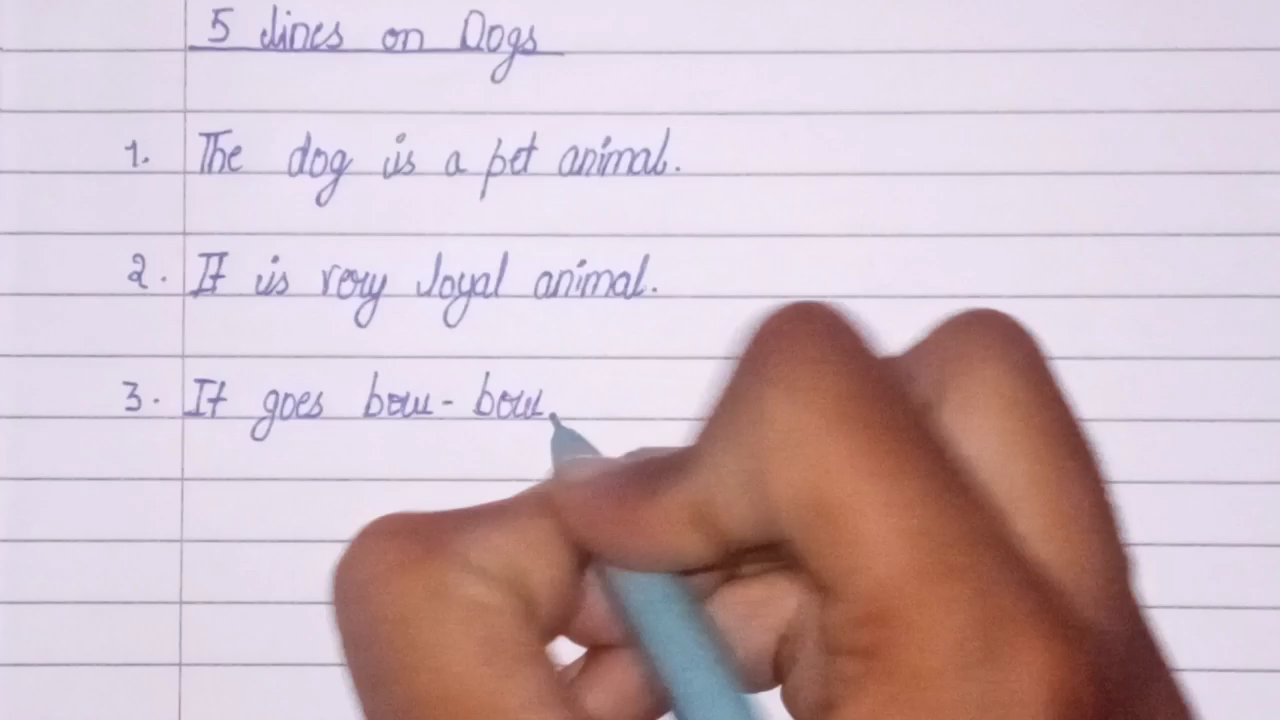 5 lines on Dogs
1. The dog is a pet animal.
2. It is very loyal animal.
3. It goes bow-bow.